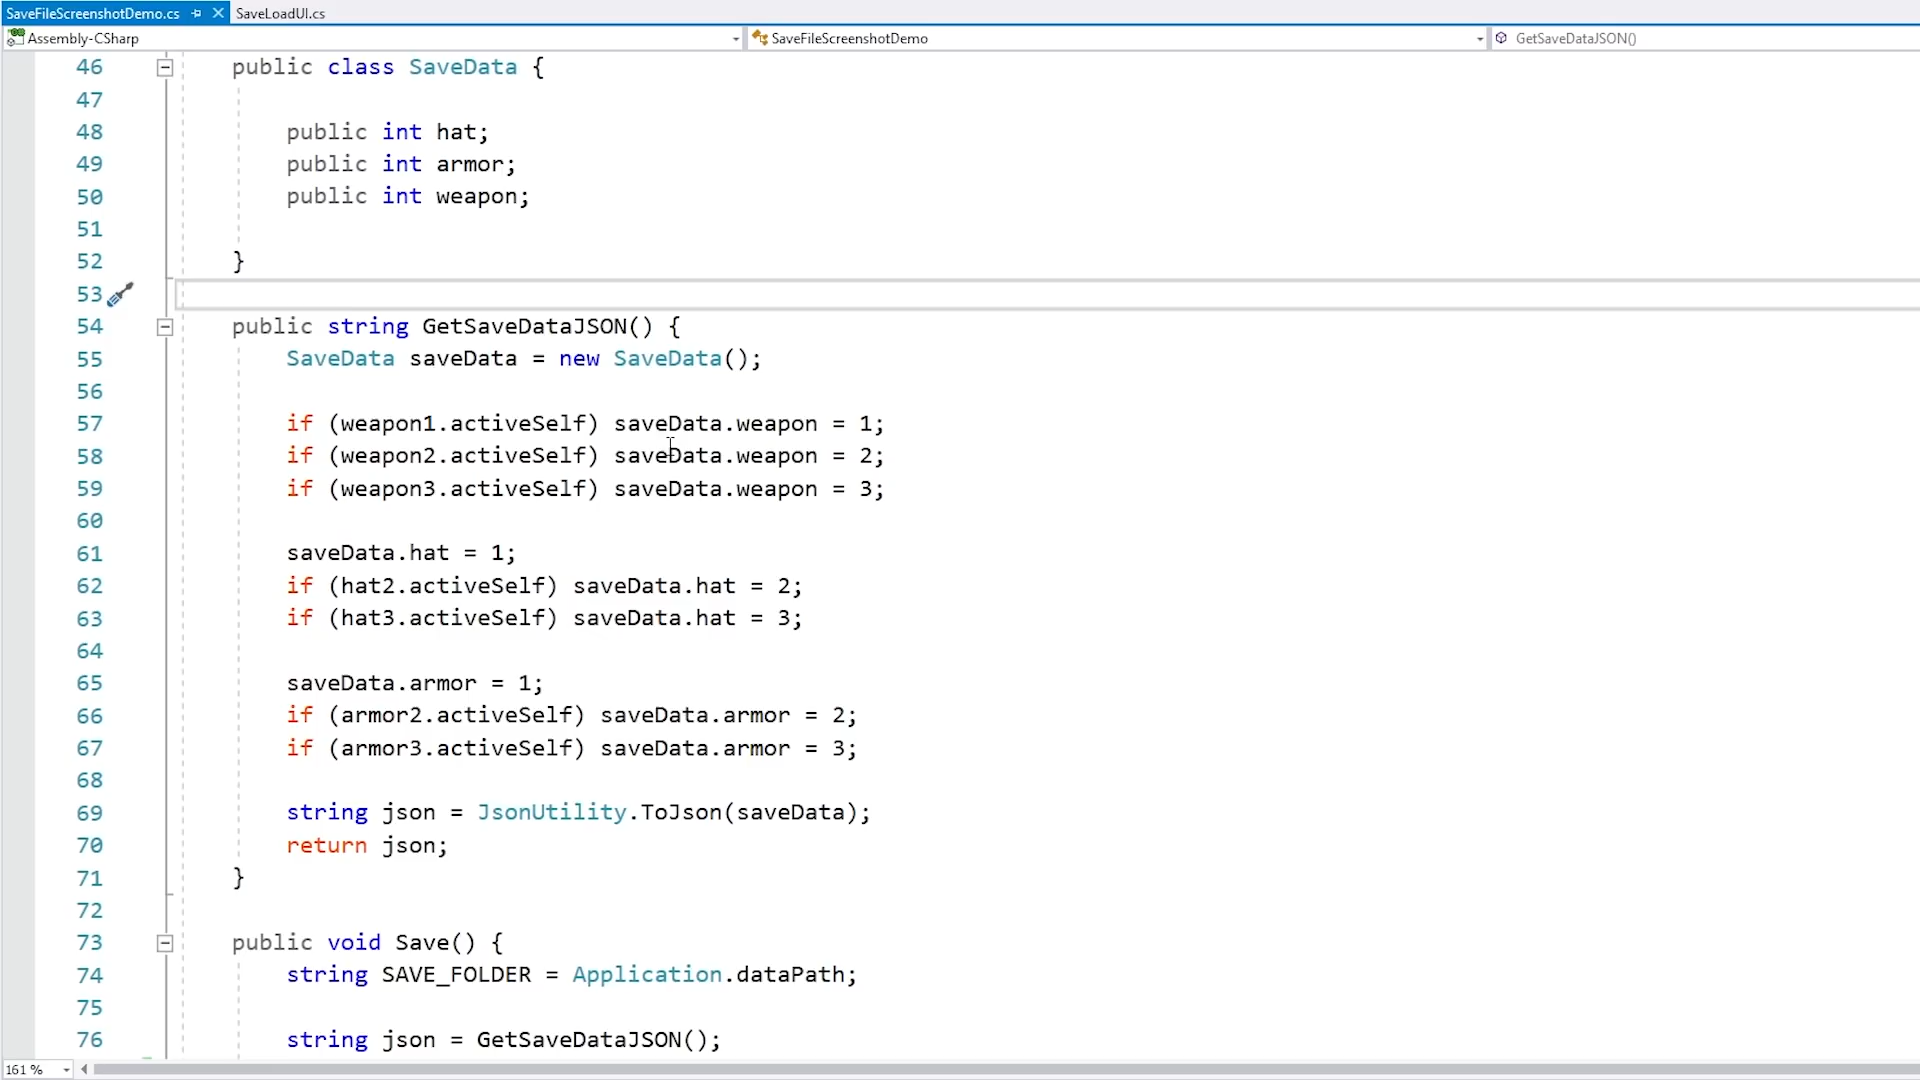 SaveFileScreenshotDemo.cs SaveLoadUI.cs
Assembly-CSharp SaveFileScreenshotDemo GetSaveDataJSON()
46 public class SaveData {
47
48 public int hat;
49 public int armor;
50 public int weapon;
51
52 }
53
54 public string GetSaveDataJSON() {
55 SaveData saveData = new SaveData();
56
57 if (weapon1.activeSelf) saveData.weapon = 1;
58 if (weapon2.activeSelf) saveData.weapon = 2;
59 if (weapon3.activeSelf) saveData.weapon = 3;
60
61 saveData.hat = 1;
62 if (hat2.activeSelf) saveData.hat = 2;
63 if (hat3.activeSelf) saveData.hat = 3;
64
65 saveData.armor = 1;
66 if (armor2.activeSelf) saveData.armor = 2;
67 if (armor3.activeSelf) saveData.armor = 3;
68
69 string json = JsonUtility.ToJson(saveData);
70 return json;
71 }
72
73 public void Save() {
74 string SAVE_FOLDER = Application.dataPath;
75
76 string json = GetSaveDataJSON();
161 %